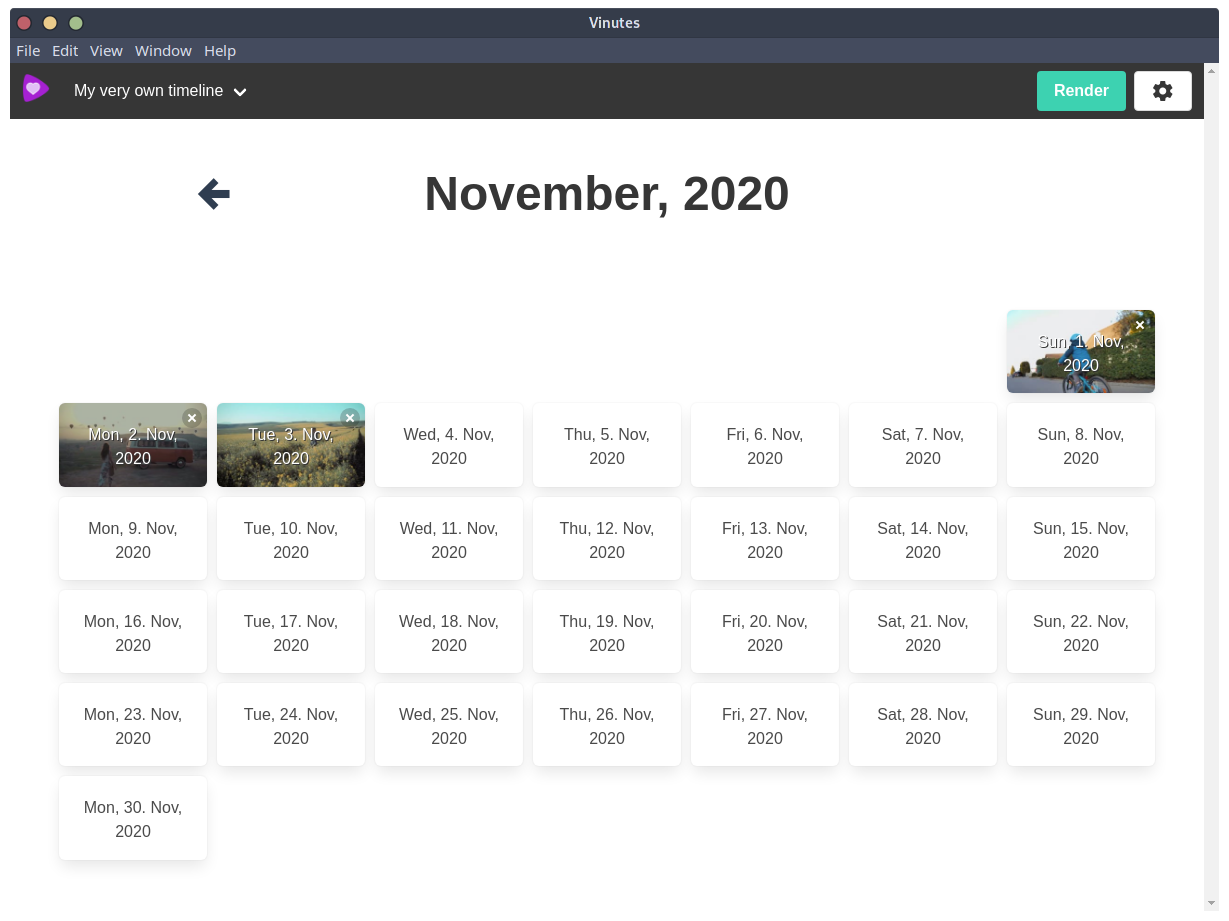 Vinutes
File Edit View Window Help
My very own timeline
Render
November, 2020
Sun, 1. Nov,
2020
Mon, 2. Nov,
2020
Tue, 3. Nov,
2020
Wed, 4. Nov,
2020
Thu, 5. Nov,
2020
Fri, 6. Nov,
2020
Sat, 7. Nov,
2020
Sun, 8. Nov,
2020
Mon, 9. Nov,
2020
Tue, 10. Nov,
2020
Wed, 11. Nov,
2020
Thu, 12. Nov,
2020
Fri, 13. Nov,
2020
Sat, 14. Nov,
2020
Sun, 15. Nov,
2020
Mon, 16. Nov,
2020
Tue, 17. Nov,
2020
Wed, 18. Nov,
2020
Thu, 19. Nov,
2020
Fri, 20. Nov,
2020
Sat, 21. Nov,
2020
Sun, 22. Nov,
2020
Mon, 23. Nov,
2020
Tue, 24. Nov,
2020
Wed, 25. Nov,
2020
Thu, 26. Nov,
2020
Fri, 27. Nov,
2020
Sat, 28. Nov,
2020
Sun, 29. Nov,
2020
Mon, 30. Nov,
2020